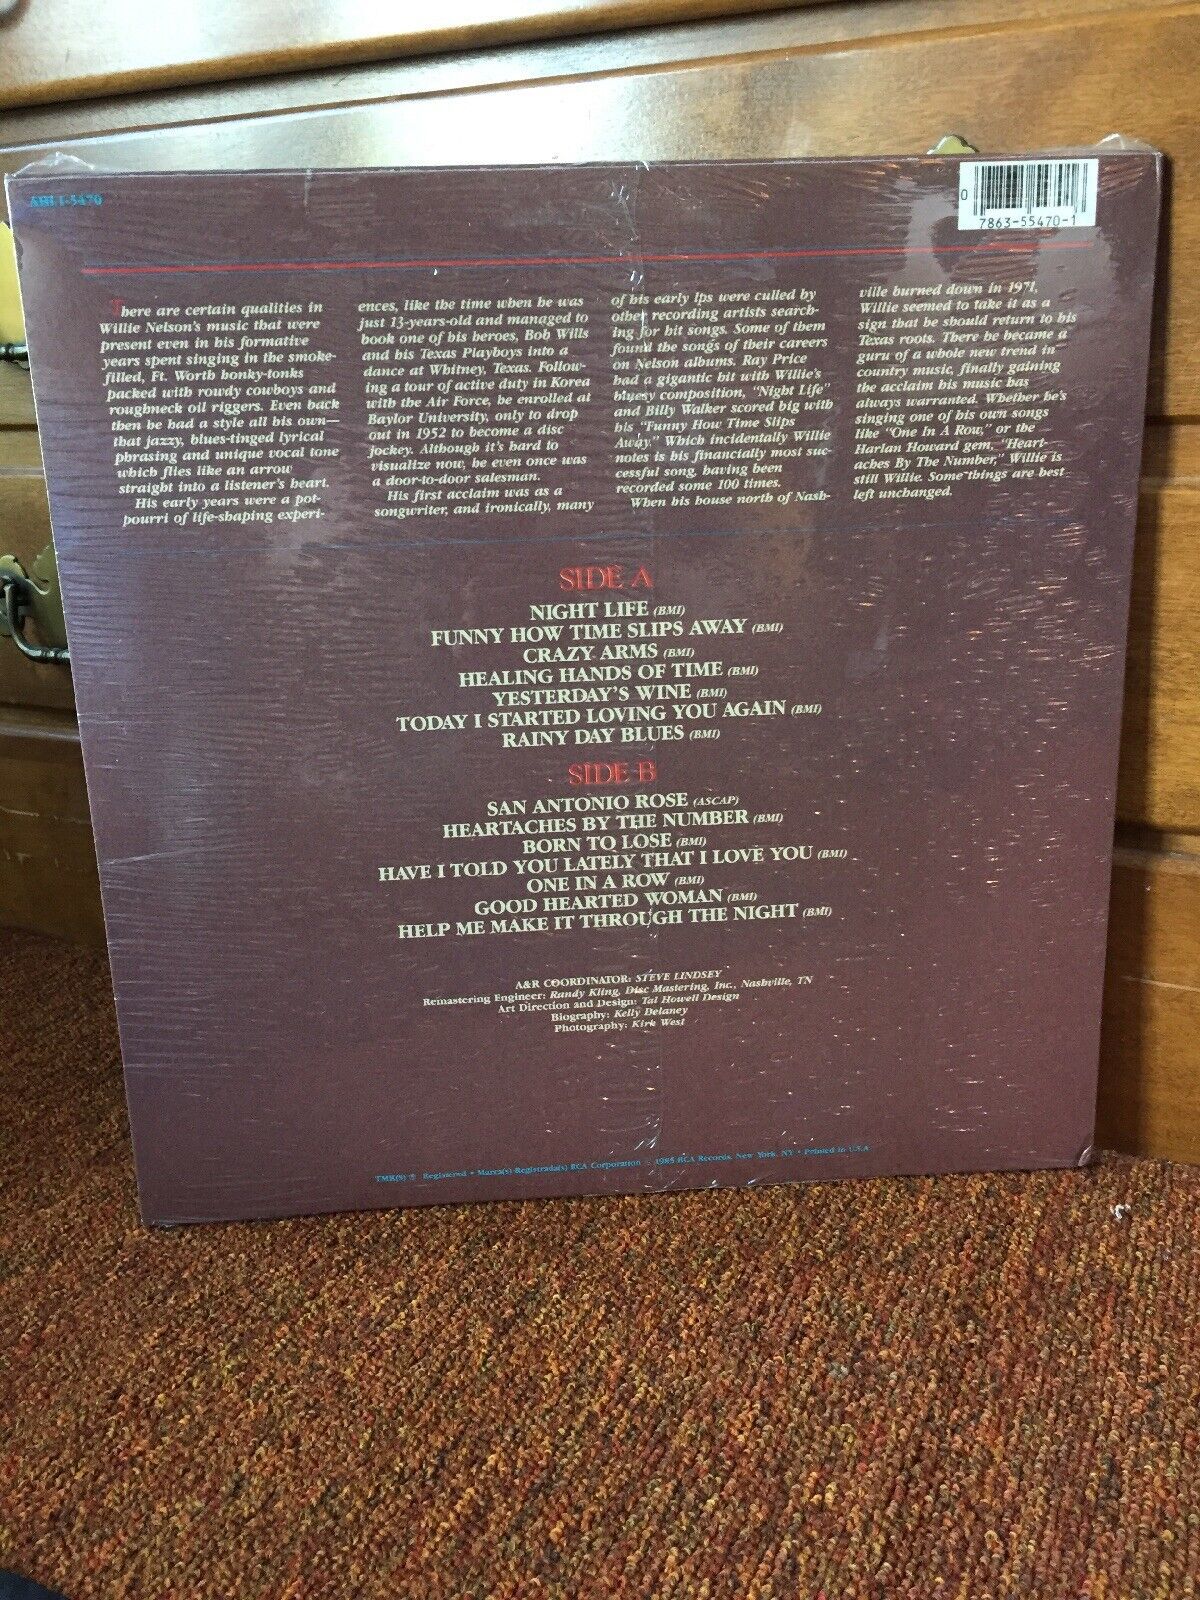 AHL1-5470
0
7863-55470-1
There are certain qualities in
Willie Nelson's music that were
present even in his formative
years spent singing in the smoke-
filled, Ft. Worth honky-tonks
packed with rowdy cowboys and
roughneck oil riggers. Even back
then he had a style all his own—
that jazzy, blues-tinged lyrical
phrasing and unique vocal tone
which flies like an arrow
straight into a listener's heart.
His early years were a pot-
pourri of life-shaping experi-
ences, like the time when he was
just 13-years-old and managed to
book one of his heroes, Bob Wills
and his Texas Playboys into a
dance at Whitney, Texas. Follow-
ing a tour of active duty in Korea
with the Air Force, he enrolled at
Baylor University, only to drop
out in 1952 to become a disc
jockey. Although it's hard to
visualize now, he even once was
a door-to-door salesman.
His first acclaim was as a
songwriter, and ironically, many
of his early lps were culled by
other recording artists search-
ing for hit songs. Some of them
found the songs of their careers
on Nelson albums. Ray Price
had a gigantic hit with Willie's
bluesy composition, "Night Life"
and Billy Walker scored big with
his "Funny How Time Slips
Away." Which incidentally Willie
notes is his financially most suc-
cessful song, having been
recorded some 100 times.
When his house north of Nash-
ville burned down in 1971,
Willie seemed to take it as a
sign that he should return to his
Texas roots. There he became a
guru of a whole new trend in
country music, finally gaining
the acclaim his music has
always warranted. Whether he's
singing one of his own songs
like "One In A Row," or the
Harlan Howard gem, "Heart-
aches By The Number," Willie is
still Willie. Some things are best
left unchanged.
SIDE A
NIGHT LIFE (BMI)
FUNNY HOW TIME SLIPS AWAY (BMI)
CRAZY ARMS (BMI)
HEALING HANDS OF TIME (BMI)
YESTERDAY'S WINE (BMI)
TODAY I STARTED LOVING YOU AGAIN (BMI)
RAINY DAY BLUES (BMI)
SIDE B
SAN ANTONIO ROSE (ASCAP)
HEARTACHES BY THE NUMBER (BMI)
BORN TO LOSE (BMI)
HAVE I TOLD YOU LATELY THAT I LOVE YOU (BMI)
ONE IN A ROW (BMI)
GOOD HEARTED WOMAN (BMI)
HELP ME MAKE IT THROUGH THE NIGHT (BMI)
A&R COORDINATOR: STEVE LINDSEY
Remastering Engineer: Randy Kling, Disc Mastering, Inc., Nashville, TN
Art Direction and Design: Tal Howell Design
Biography: Kelly Delaney
Photography: Kirk West
TMK(S) ® Registered • Marca(s) Registrada(s) RCA Corporation 1985 RCA Records, New York, NY • Printed in U.S.A.